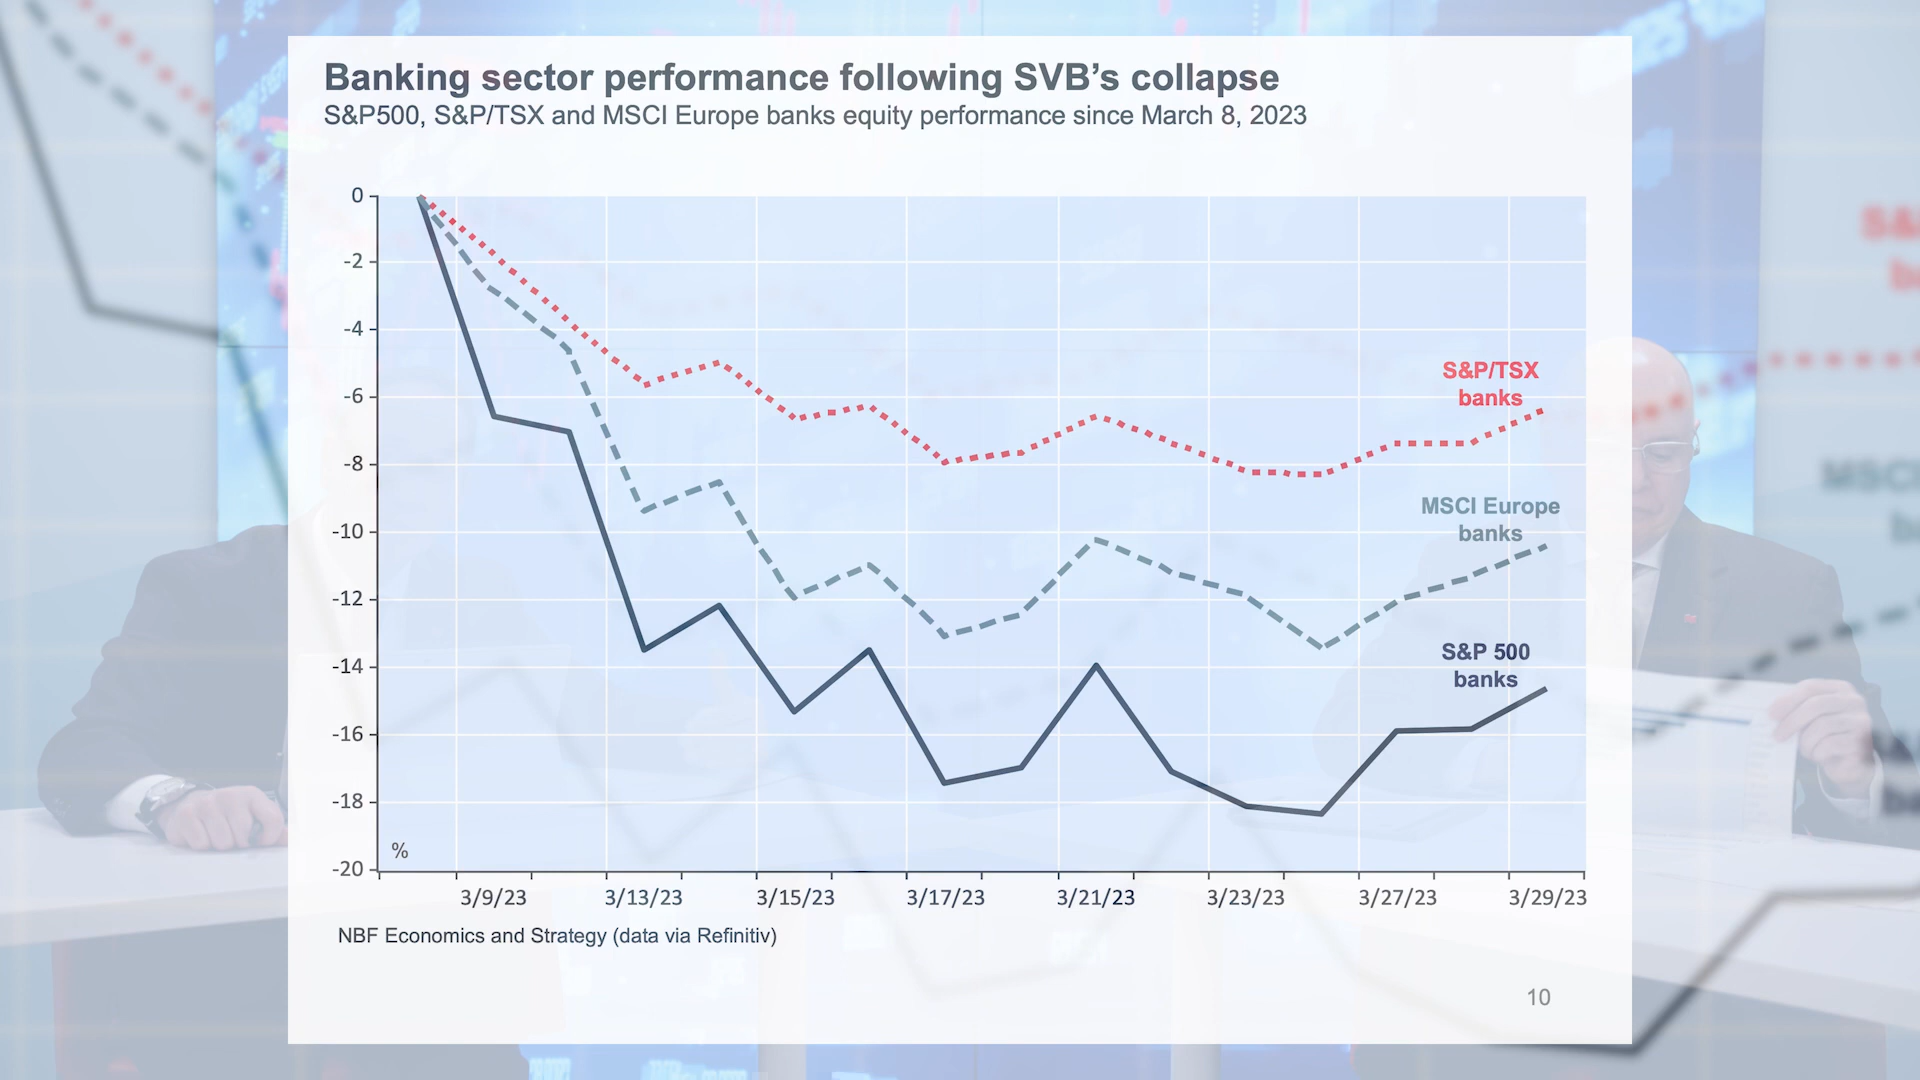 Banking sector performance following SVB’s collapse
S&P500, S&P/TSX and MSCI Europe banks equity performance since March 8, 2023
0
-2
-4
-6
-8
-10
-12
-14
-16
-18
-20
%
S&P/TSX
banks
MSCI Europe
banks
S&P 500
banks
3/9/23 3/13/23 3/15/23 3/17/23 3/21/23 3/23/23 3/27/23 3/29/23
NBF Economics and Strategy (data via Refinitiv)
10